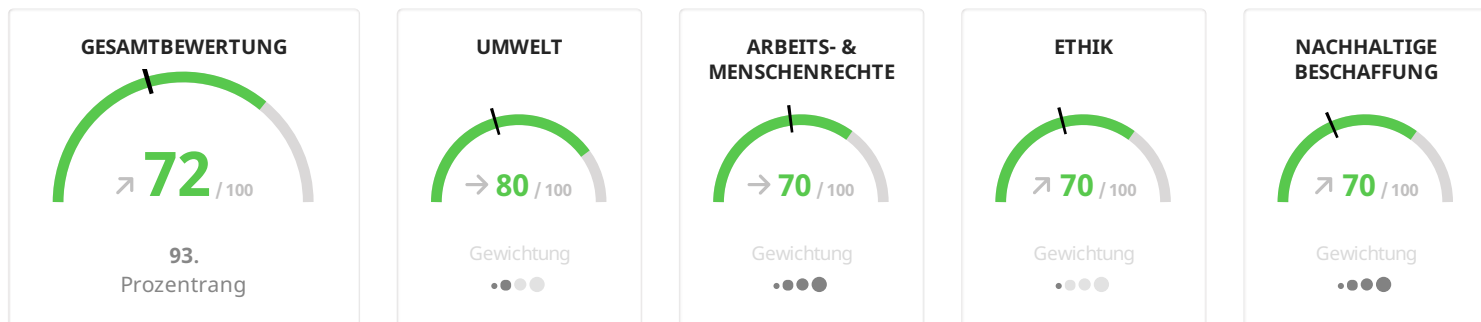 GESAMTBEWERTUNG
72 / 100
93.
Prozentrang
UMWELT
80 / 100
Gewichtung
ARBEITS- &
MENSCHENRECHTE
70 / 100
Gewichtung
ETHIK
70 / 100
Gewichtung
NACHHALTIGE
BESCHAFFUNG
70 / 100
Gewichtung